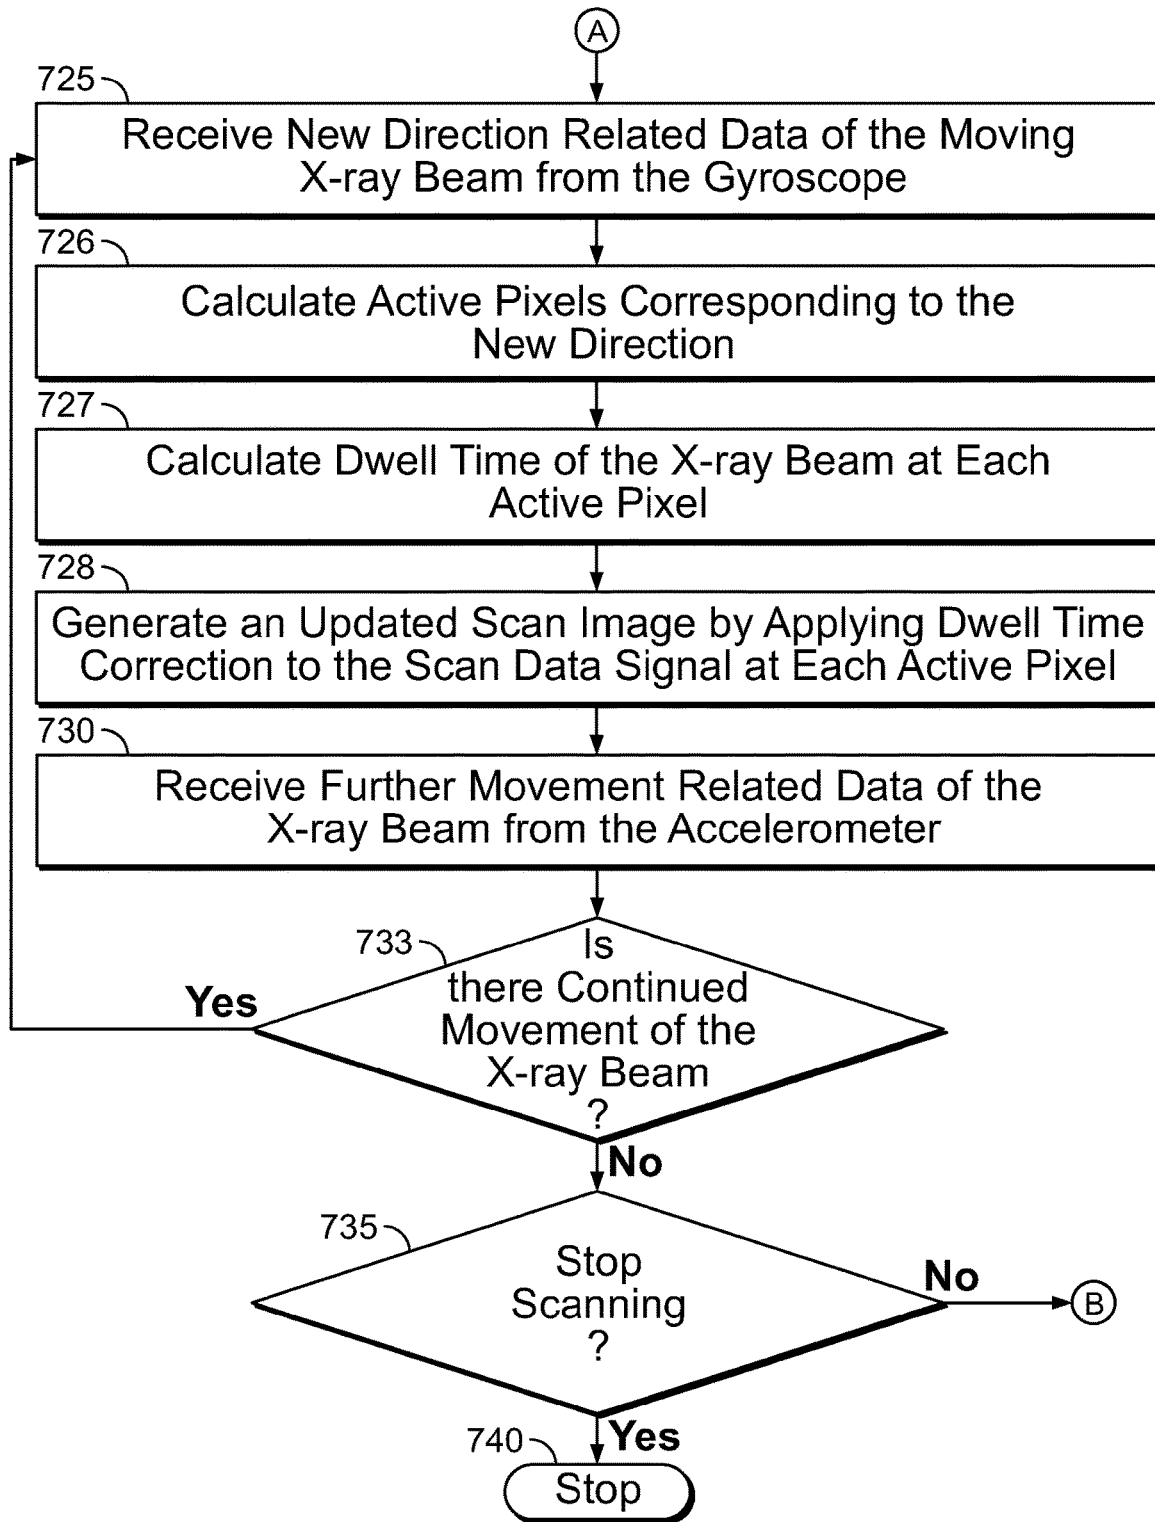 A
725
Receive New Direction Related Data of the Moving
X-ray Beam from the Gyroscope
726
Calculate Active Pixels Corresponding to the
New Direction
727
Calculate Dwell Time of the X-ray Beam at Each
Active Pixel
728
Generate an Updated Scan Image by Applying Dwell Time
Correction to the Scan Data Signal at Each Active Pixel
730
Receive Further Movement Related Data of the
X-ray Beam from the Accelerometer
733
Is
there Continued
Movement of the
X-ray Beam
?
Yes
No
735
Stop
Scanning
?
No
B
Yes
740
Stop